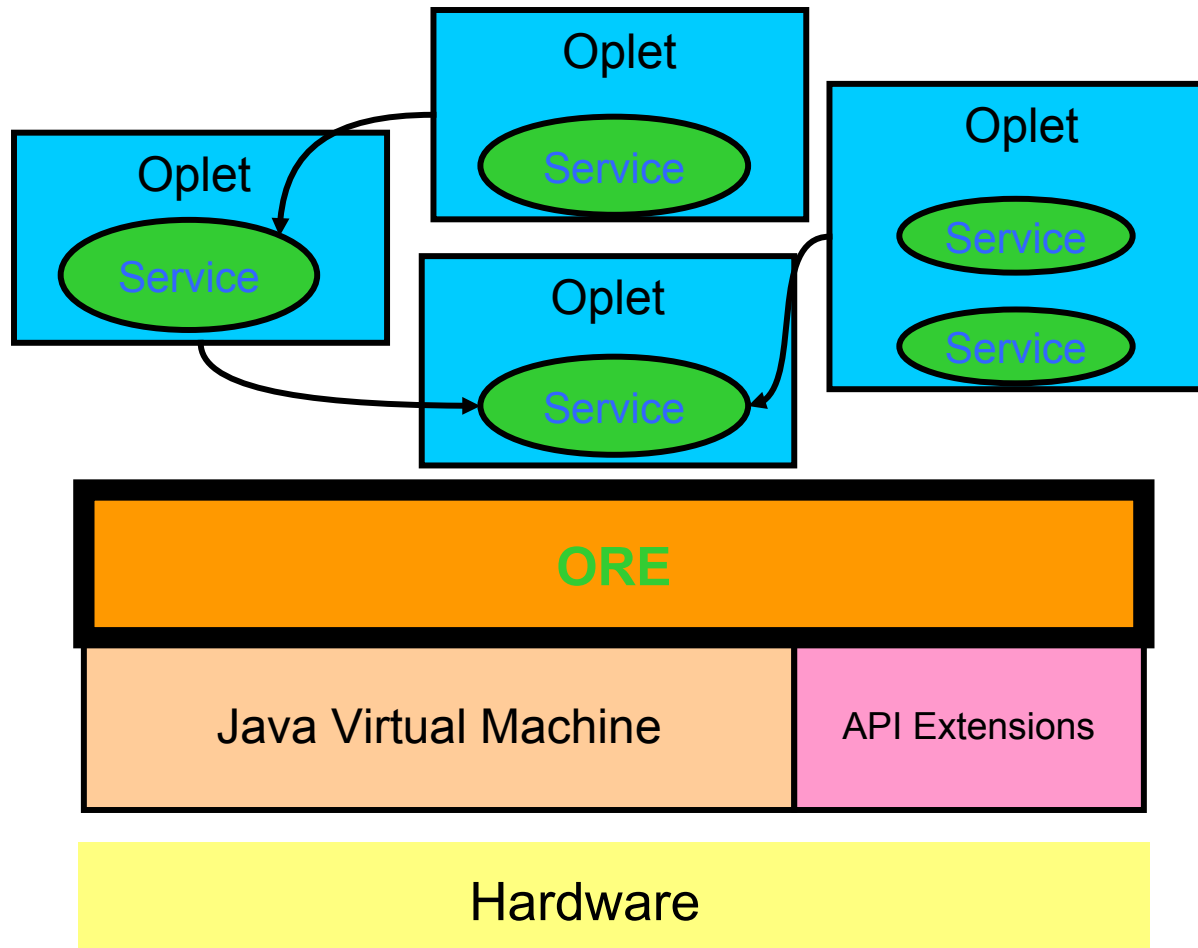 Oplet
Service
Oplet
Service
Oplet
Service
Service
Oplet
Service
ORE
Java Virtual Machine
API Extensions
Hardware